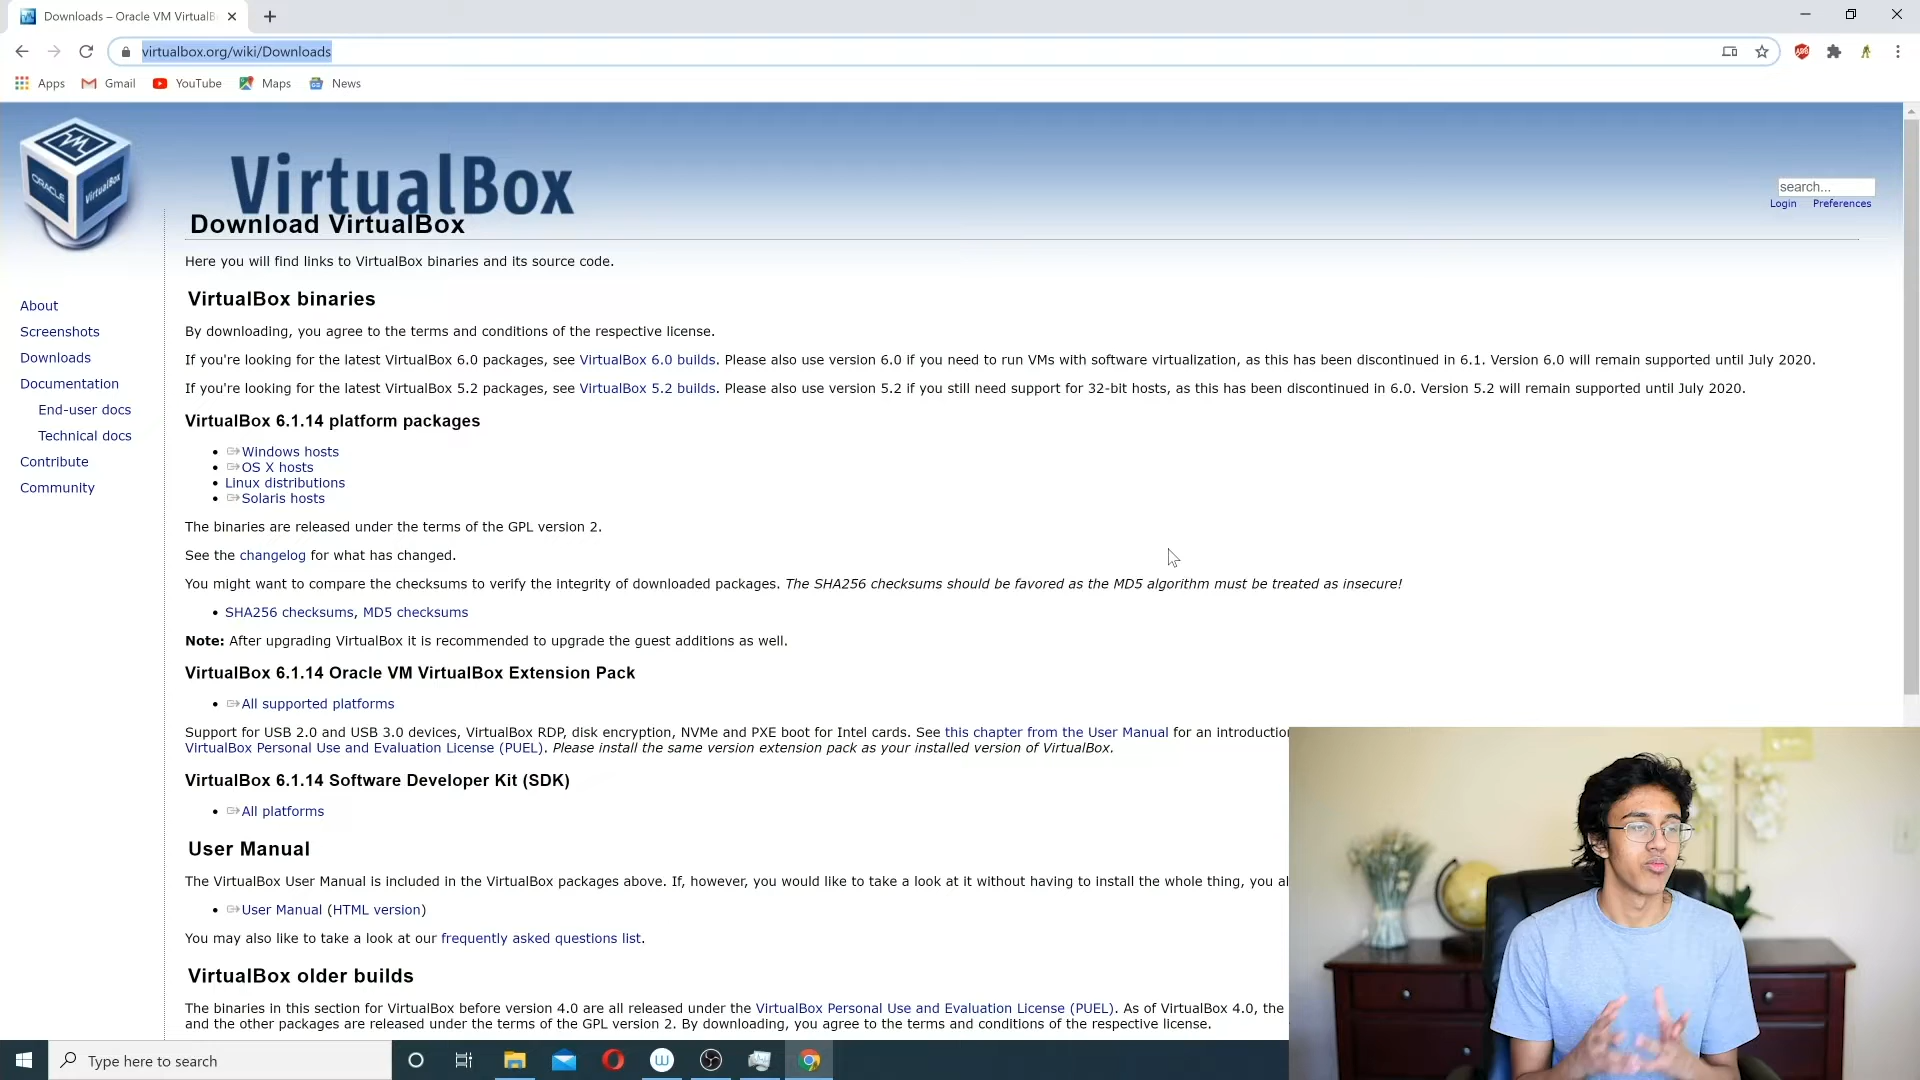 Downloads – Oracle VM VirtualB
virtualbox.org/wiki/Downloads
Apps Gmail YouTube Maps News
ORACLE VirtualBox
VirtualBox
search...
Login Preferences
Download VirtualBox
Here you will find links to VirtualBox binaries and its source code.
About
Screenshots
Downloads
Documentation
End-user docs
Technical docs
Contribute
Community
VirtualBox binaries
By downloading, you agree to the terms and conditions of the respective license.
If you're looking for the latest VirtualBox 6.0 packages, see VirtualBox 6.0 builds. Please also use version 6.0 if you need to run VMs with software virtualization, as this has been discontinued in 6.1. Version 6.0 will remain supported until July 2020.
If you're looking for the latest VirtualBox 5.2 packages, see VirtualBox 5.2 builds. Please also use version 5.2 if you still need support for 32-bit hosts, as this has been discontinued in 6.0. Version 5.2 will remain supported until July 2020.
VirtualBox 6.1.14 platform packages
• Windows hosts
• OS X hosts
• Linux distributions
• Solaris hosts
The binaries are released under the terms of the GPL version 2.
See the changelog for what has changed.
You might want to compare the checksums to verify the integrity of downloaded packages. The SHA256 checksums should be favored as the MD5 algorithm must be treated as insecure!
• SHA256 checksums, MD5 checksums
Note: After upgrading VirtualBox it is recommended to upgrade the guest additions as well.
VirtualBox 6.1.14 Oracle VM VirtualBox Extension Pack
• All supported platforms
Support for USB 2.0 and USB 3.0 devices, VirtualBox RDP, disk encryption, NVMe and PXE boot for Intel cards. See this chapter from the User Manual for an introduction
VirtualBox Personal Use and Evaluation License (PUEL). Please install the same version extension pack as your installed version of VirtualBox.
VirtualBox 6.1.14 Software Developer Kit (SDK)
• All platforms
User Manual
The VirtualBox User Manual is included in the VirtualBox packages above. If, however, you would like to take a look at it without having to install the whole thing, you al
• User Manual (HTML version)
You may also like to take a look at our frequently asked questions list.
VirtualBox older builds
The binaries in this section for VirtualBox before version 4.0 are all released under the VirtualBox Personal Use and Evaluation License (PUEL). As of VirtualBox 4.0, the
and the other packages are released under the terms of the GPL version 2. By downloading, you agree to the terms and conditions of the respective license.
Type here to search